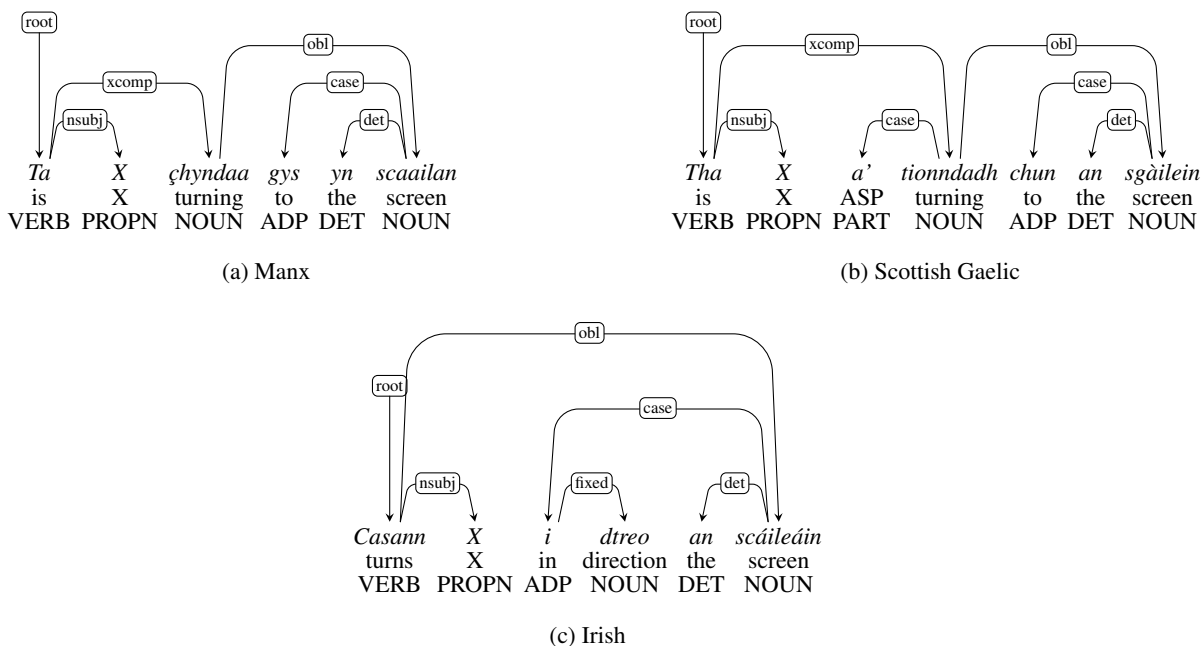 root
xcomp
nsubj
obl
case
det
Ta X çhyndaa gys yn scaailan
is X turning to the screen
VERB PROPN NOUN ADP DET NOUN
(a) Manx
root
xcomp
nsubj
case
obl
case
det
Tha X a’ tionndadh chun an sgàilein
is X ASP turning to the screen
VERB PROPN PART NOUN ADP DET NOUN
(b) Scottish Gaelic
obl
root
case
nsubj
fixed
det
Casann X i dtreo an scáileáin
turns X in direction the screen
VERB PROPN ADP NOUN DET NOUN
(c) Irish